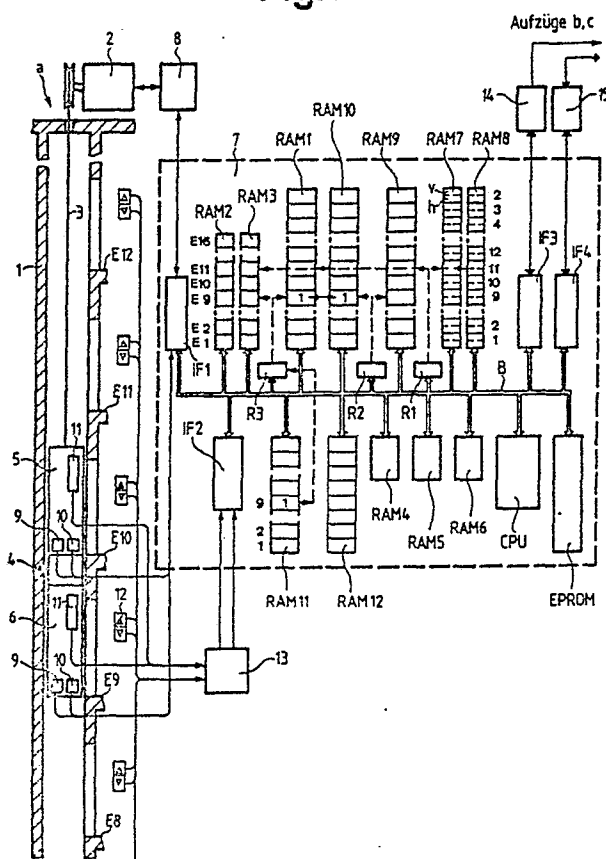 Aufzüge b,c
2
8
14
15
a
7
RAM1
RAM10
RAM9
RAM7
RAM8
RAM2
RAM3
V
2
3
4
3
1
E12
E16
E11
E10
E9
E2
E1
12
11
10
9
2
1
1
1
IF1
IF3
IF4
R3
R2
R1
B
E11
11
5
9
10
E10
4
6
11
12
9
10
E9
E8
IF2
9
1
2
1
RAM11
RAM12
RAM4
RAM5
RAM6
CPU
EPROM
13